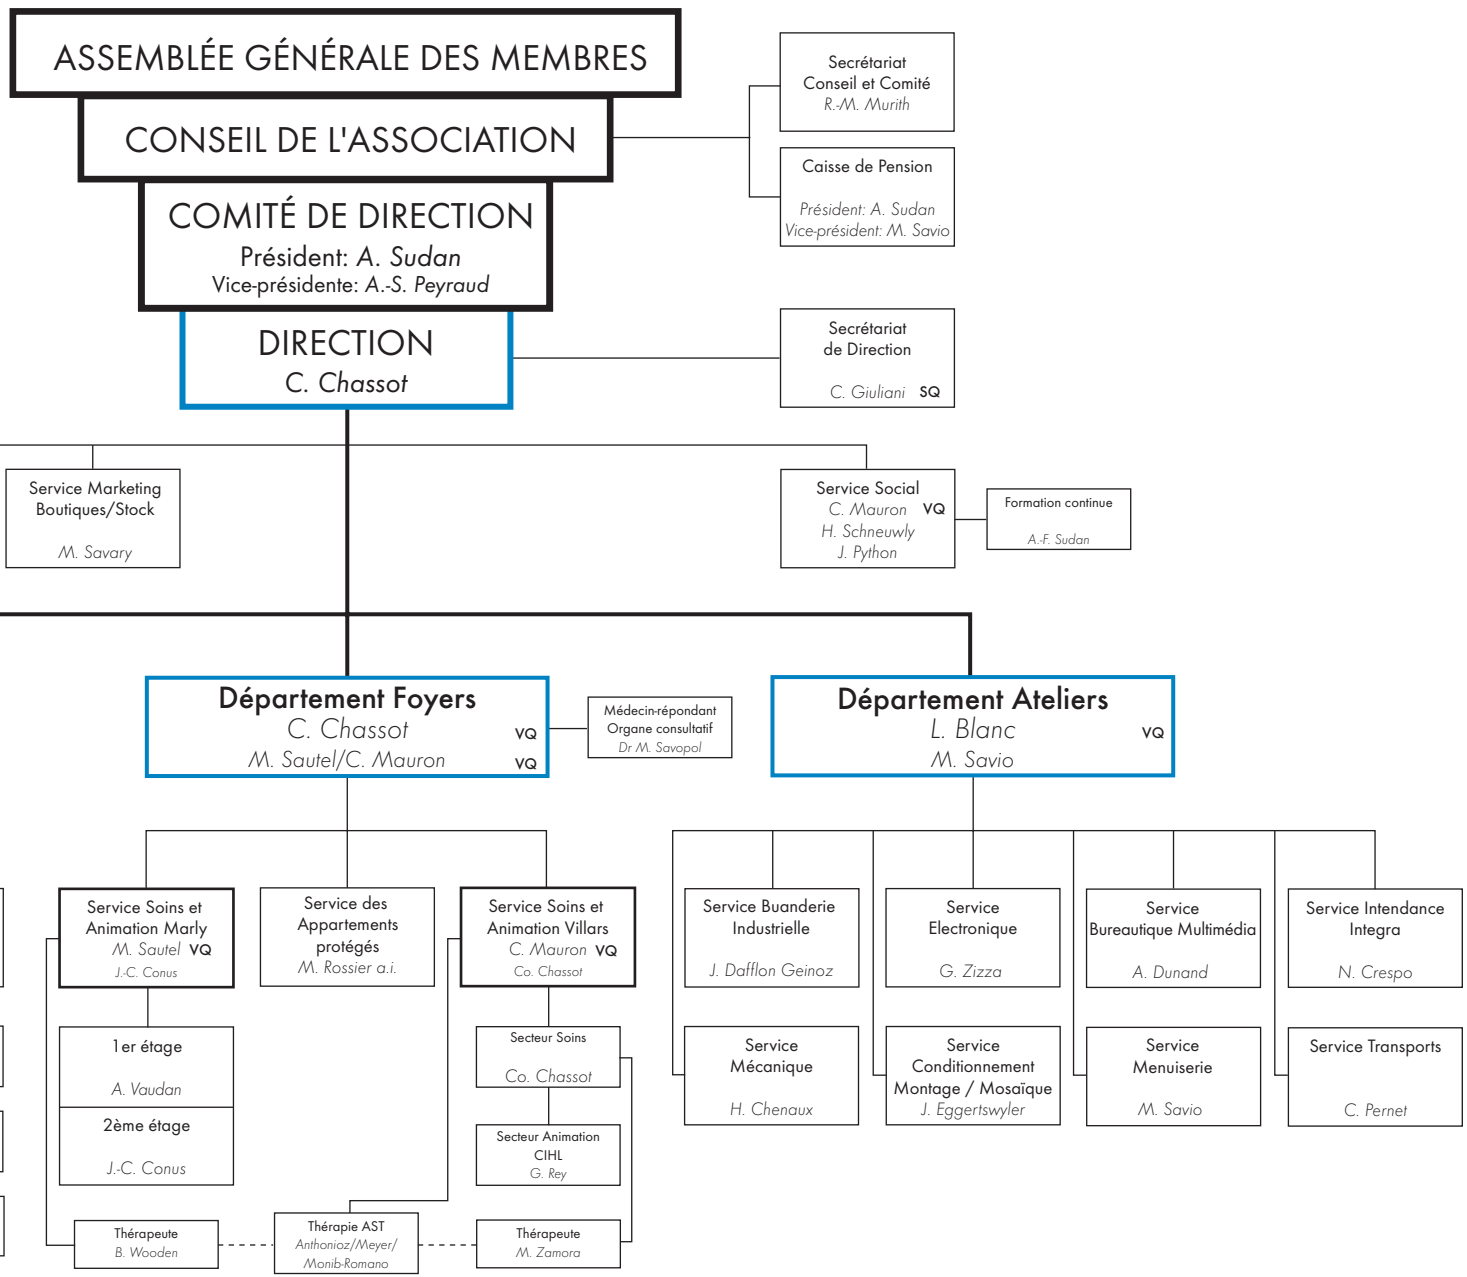 ASSEMBLÉE GÉNÉRALE DES MEMBRES
CONSEIL DE L'ASSOCIATION
COMITÉ DE DIRECTION
Président: A. Sudan
Vice-présidente: A.-S. Peyraud
DIRECTION
C. Chassot
Secrétariat
Conseil et Comité
R.-M. Murith
Caisse de Pension
Président: A. Sudan
Vice-président: M. Savio
Secrétariat
de Direction
C. Giuliani SQ
Service Marketing
Boutiques/Stock
M. Savary
Service Social
C. Mauron VQ
H. Schneuwly
J. Python
Formation continue
A.-F. Sudan
Département Foyers
C. Chassot VQ
M. Sautel/C. Mauron VQ
Médecin-répondant
Organe consultatif
Dr M. Savopol
Département Ateliers
L. Blanc VQ
M. Savio
Service Soins et
Animation Marly
M. Sautel VQ
J.-C. Conus
Service des
Appartements
protégés
M. Rossier a.i.
Service Soins et
Animation Villars
C. Mauron VQ
Co. Chassot
Service Buanderie
Industrielle
J. Dafflon Geinoz
Service
Electronique
G. Zizza
Service
Bureautique Multimédia
A. Dunand
Service Intendance
Integra
N. Crespo
1er étage
A. Vaudan
2ème étage
J.-C. Conus
Secteur Soins
Co. Chassot
Secteur Animation
CIHL
G. Rey
Service
Mécanique
H. Chenaux
Service
Conditionnement
Montage / Mosaïque
J. Eggertswyler
Service
Menuiserie
M. Savio
Service Transports
C. Pernet
Thérapeute
B. Wooden
Thérapie AST
Anthonioz/Meyer/
Monib-Romano
Thérapeute
M. Zamora